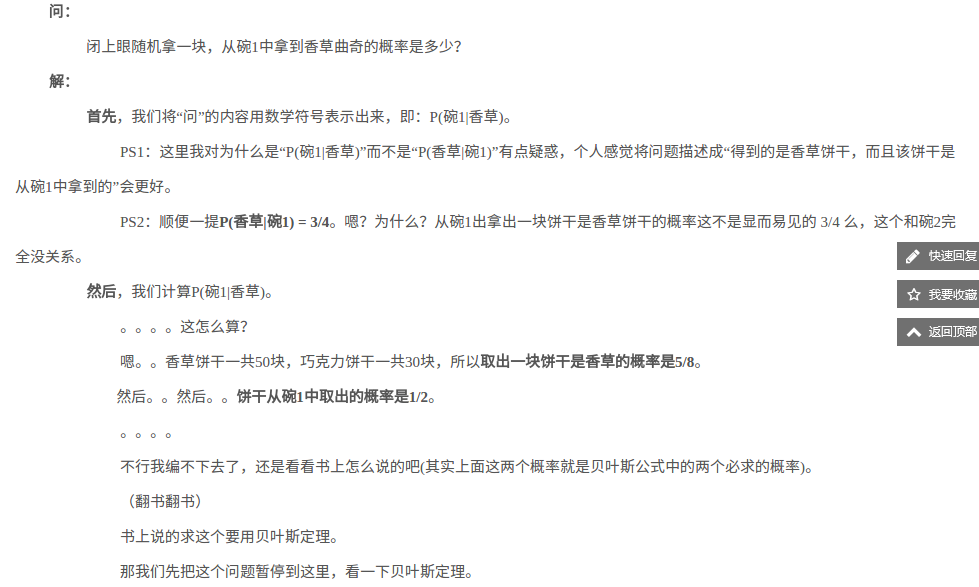 问：
闭上眼随机拿一块，从碗1中拿到香草曲奇的概率是多少？
解：
首先，我们将“问”的内容用数学符号表示出来，即：P(碗1|香草)。
PS1：这里我对为什么是“P(碗1|香草)”而不是“P(香草|碗1)”有点疑惑，个人感觉将问题描述成“得到的是香草饼干，而且该饼干是
从碗1中拿到的”会更好。
PS2：顺便一提P(香草|碗1) = 3/4。嗯？为什么？从碗1出拿出一块饼干是香草饼干的概率这不是显而易见的 3/4 么，这个和碗2完
全没关系。
快速回复
然后，我们计算P(碗1|香草)。
我要收藏
。。。。这怎么算？
返回顶部
嗯。。香草饼干一共50块，巧克力饼干一共30块，所以取出一块饼干是香草的概率是5/8。
然后。。然后。。饼干从碗1中取出的概率是1/2。
。。。。
不行我编不下去了，还是看看书上怎么说的吧(其实上面这两个概率就是贝叶斯公式中的两个必求的概率)。
（翻书翻书）
书上说的求这个要用贝叶斯定理。
那我们先把这个问题暂停到这里，看一下贝叶斯定理。